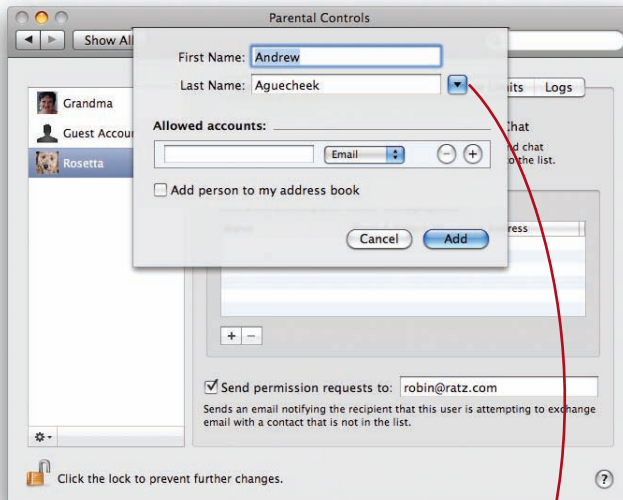 Parental Controls
Show All
First Name: Andrew
Last Name: Aguecheek
Logs
Grandma
Guest Accou
Allowed accounts:
Chat
d chat
Rosetta
Email
to the list.
Add person to my address book
ress
Cancel
Add
+ −
Send permission requests to: robin@ratz.com
Sends an email notifying the recipient that this user is attempting to exchange
email with a contact that is not in the list.
Click the lock to prevent further changes.
?